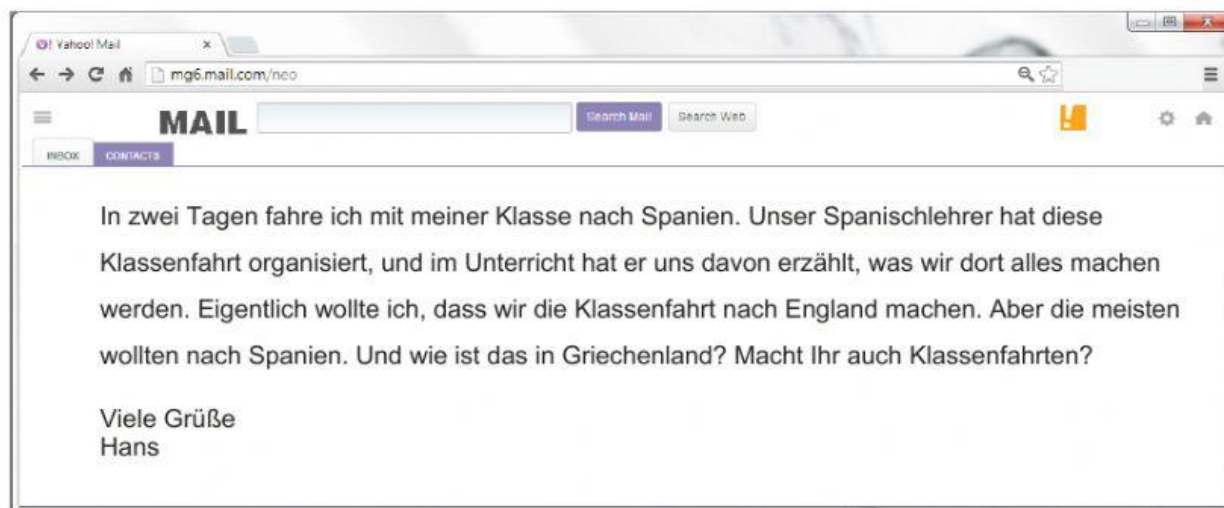 Yahoo! Mail
mg6.mail.com/neo
MAIL
Search Mail
Search Web
INBOX
CONTACTS
In zwei Tagen fahre ich mit meiner Klasse nach Spanien. Unser Spanischlehrer hat diese
Klassenfahrt organisiert, und im Unterricht hat er uns davon erzählt, was wir dort alles machen
werden. Eigentlich wollte ich, dass wir die Klassenfahrt nach England machen. Aber die meisten
wollten nach Spanien. Und wie ist das in Griechenland? Macht Ihr auch Klassenfahrten?
Viele Grüße
Hans